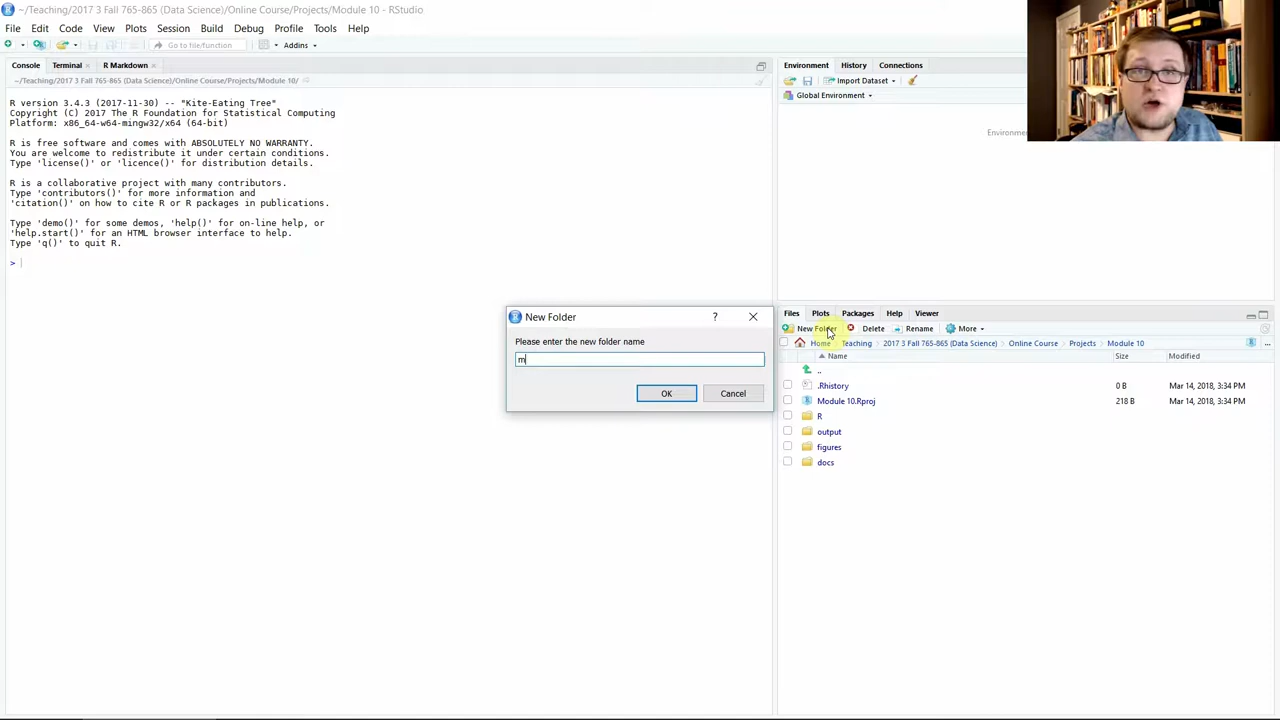 ~/Teaching/2017 3 Fall 765-865 (Data Science)/Online Course/Projects/Module 10 - RStudio
File Edit Code View Plots Session Build Debug Profile Tools Help
Go to file/function Addins
Console Terminal R Markdown
~/Teaching/2017 3 Fall 765-865 (Data Science)/Online Course/Projects/Module 10/
R version 3.4.3 (2017-11-30) -- "Kite-Eating Tree"
Copyright (C) 2017 The R Foundation for Statistical Computing
Platform: x86_64-w64-mingw32/x64 (64-bit)
R is free software and comes with ABSOLUTELY NO WARRANTY.
You are welcome to redistribute it under certain conditions.
Type 'license()' or 'licence()' for distribution details.
R is a collaborative project with many contributors.
Type 'contributors()' for more information and
'citation()' on how to cite R or R packages in publications.
Type 'demo()' for some demos, 'help()' for on-line help, or
'help.start()' for an HTML browser interface to help.
Type 'q()' to quit R.
>
Environment History Connections
Import Dataset
Global Environment
Environme
New Folder ?
Please enter the new folder name
m
OK Cancel
Files Plots Packages Help Viewer
New Folder Delete Rename More
Home Teaching 2017 3 Fall 765-865 (Data Science) Online Course Projects Module 10 ...
Name Size Modified
..
.Rhistory 0 B Mar 14, 2018, 3:34 PM
Module 10.Rproj 218 B Mar 14, 2018, 3:34 PM
R
output
figures
docs